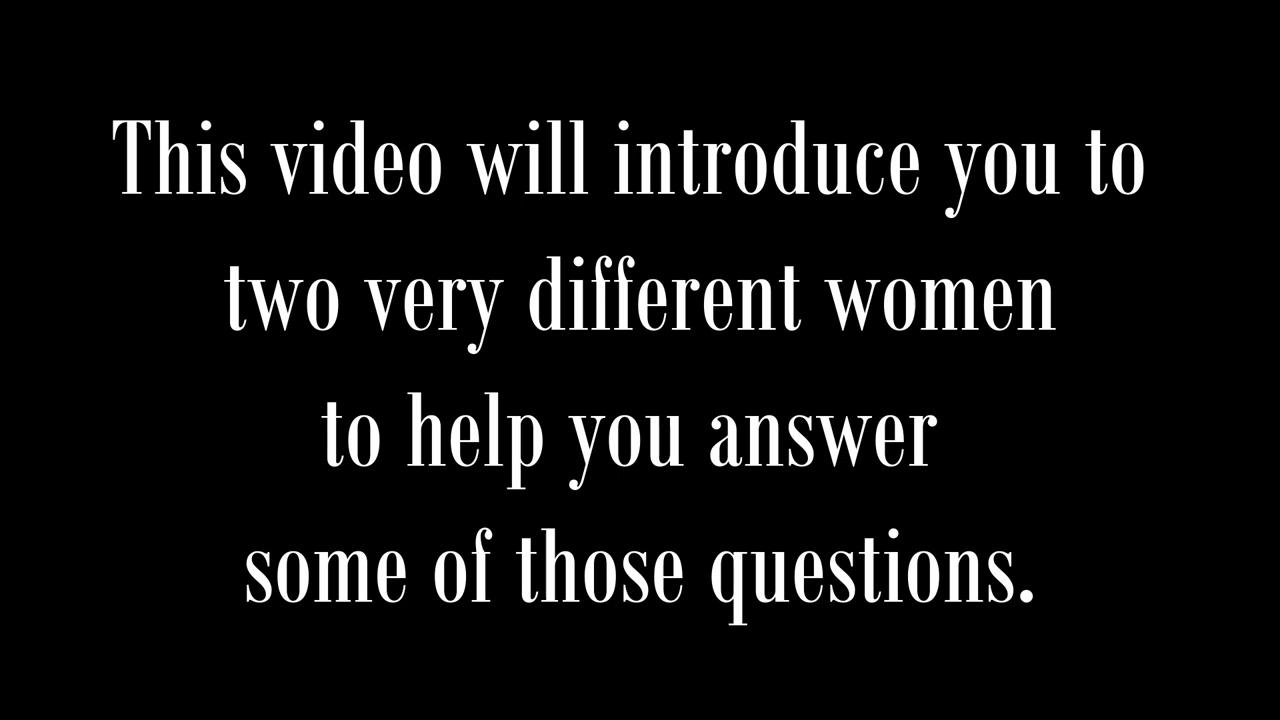 This video will introduce you to
two very different women
to help you answer
some of those questions.